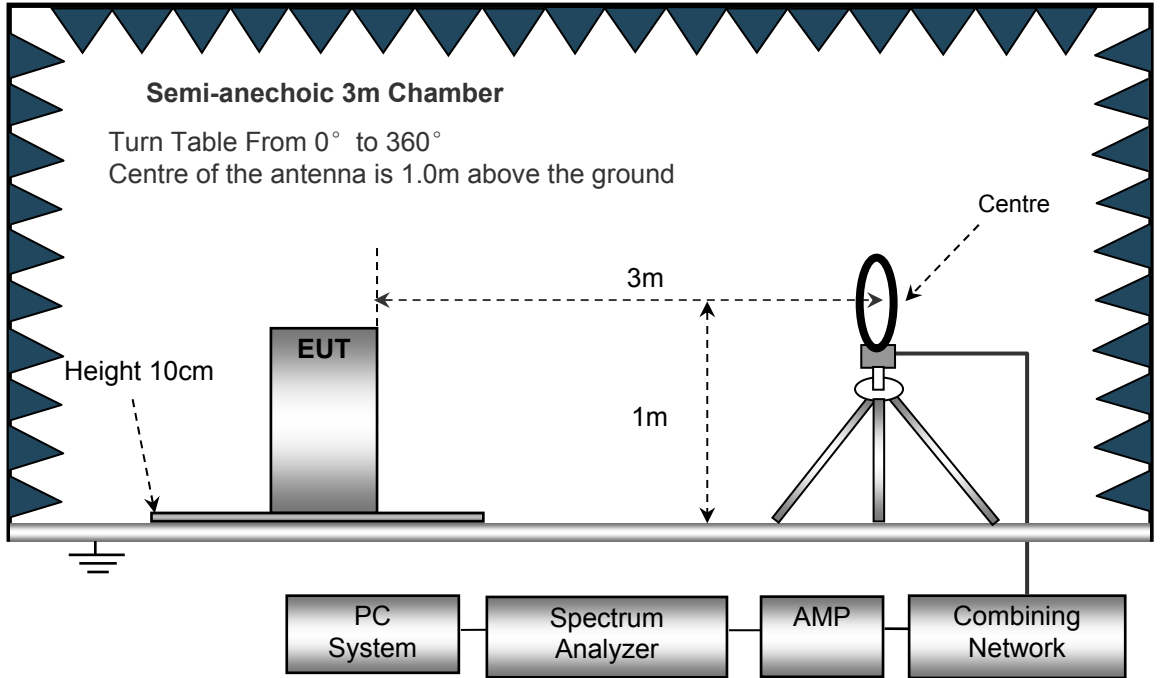 Semi-anechoic 3m Chamber
Turn Table From 0° to 360°
Centre of the antenna is 1.0m above the ground
Centre
3m
EUT
Height 10cm
1m
PC
System
Spectrum
Analyzer
AMP
Combining
Network